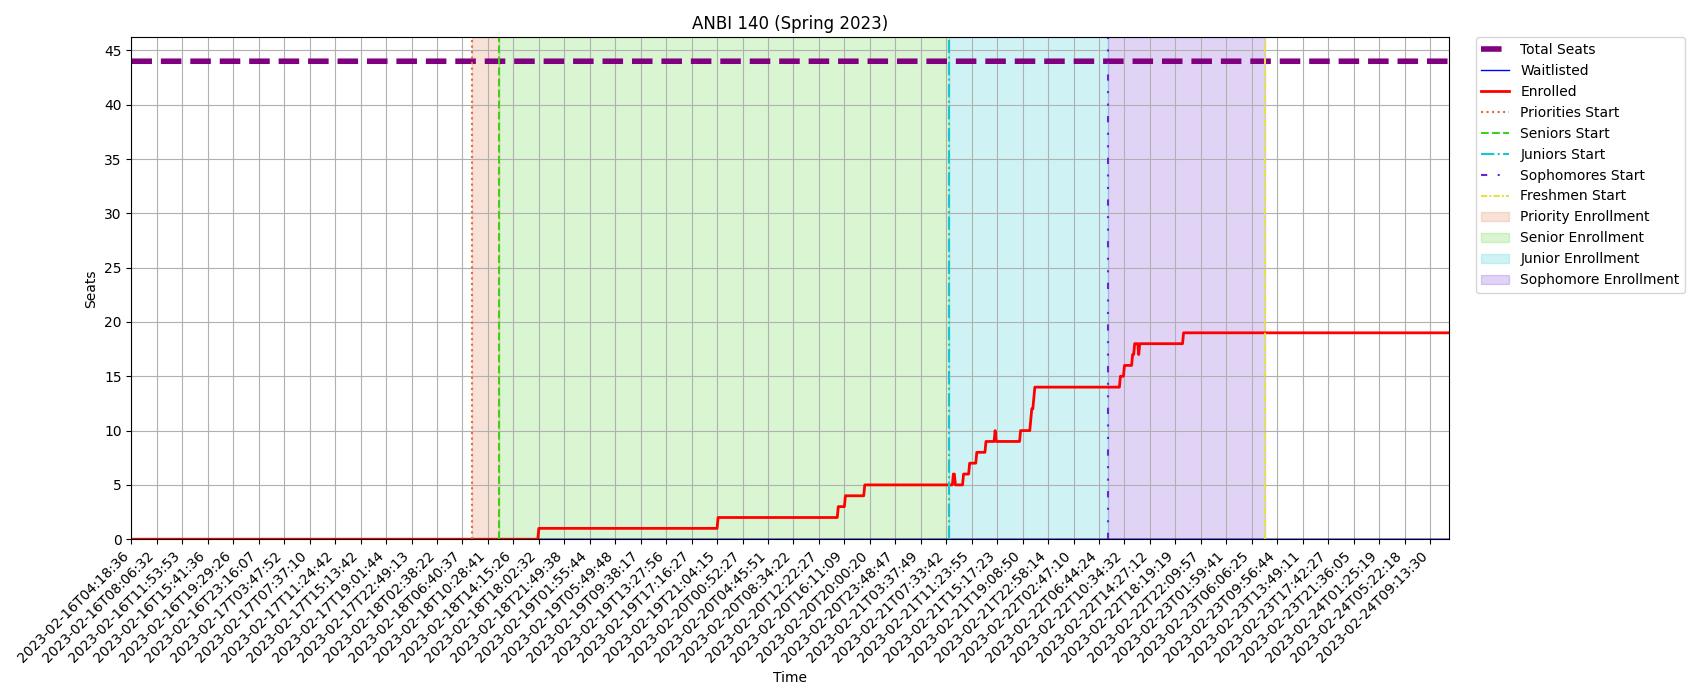 ANBI 140 (Spring 2023)
45
40
35
30
25
20
15
10
5
0
Seats
2023-02-16T04:18:36
2023-02-16T08:06:32
2023-02-16T11:53:53
2023-02-16T15:41:36
2023-02-16T19:29:26
2023-02-16T23:16:07
2023-02-17T03:47:52
2023-02-17T07:37:10
2023-02-17T11:24:42
2023-02-17T15:13:42
2023-02-17T19:01:44
2023-02-17T22:49:13
2023-02-18T02:38:22
2023-02-18T06:40:37
2023-02-18T10:28:41
2023-02-18T14:15:26
2023-02-18T18:02:32
2023-02-18T21:49:38
2023-02-19T01:55:44
2023-02-19T05:49:48
2023-02-19T09:38:17
2023-02-19T13:27:56
2023-02-19T17:16:27
2023-02-19T21:04:15
2023-02-20T00:52:27
2023-02-20T04:45:51
2023-02-20T08:34:22
2023-02-20T12:22:27
2023-02-20T16:11:09
2023-02-20T20:00:20
2023-02-20T23:48:47
2023-02-21T03:37:49
2023-02-21T07:33:42
2023-02-21T11:23:55
2023-02-21T15:17:23
2023-02-21T19:08:50
2023-02-21T22:58:14
2023-02-22T02:47:10
2023-02-22T06:44:24
2023-02-22T10:34:32
2023-02-22T14:27:12
2023-02-22T18:19:19
2023-02-22T22:09:57
2023-02-23T01:59:41
2023-02-23T06:06:25
2023-02-23T09:56:44
2023-02-23T13:49:11
2023-02-23T17:42:27
2023-02-23T21:36:05
2023-02-24T01:25:19
2023-02-24T05:22:18
2023-02-24T09:13:30
Time
Total Seats
Waitlisted
Enrolled
Priorities Start
Seniors Start
Juniors Start
Sophomores Start
Freshmen Start
Priority Enrollment
Senior Enrollment
Junior Enrollment
Sophomore Enrollment